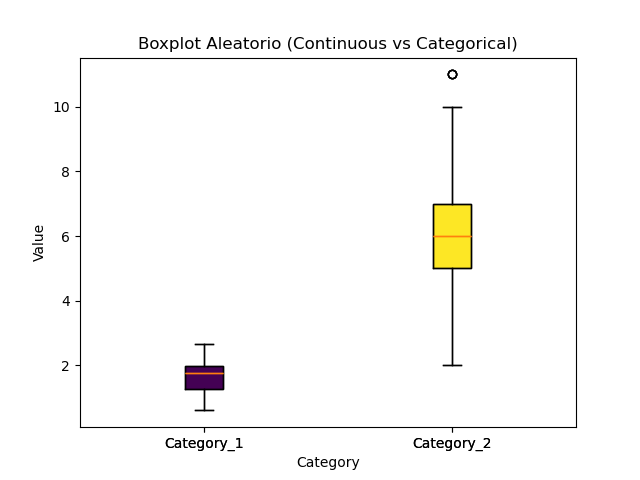 Boxplot Aleatorio (Continuous vs Categorical)
10
8
6
4
2
Value
Category_1
Category_2
Category